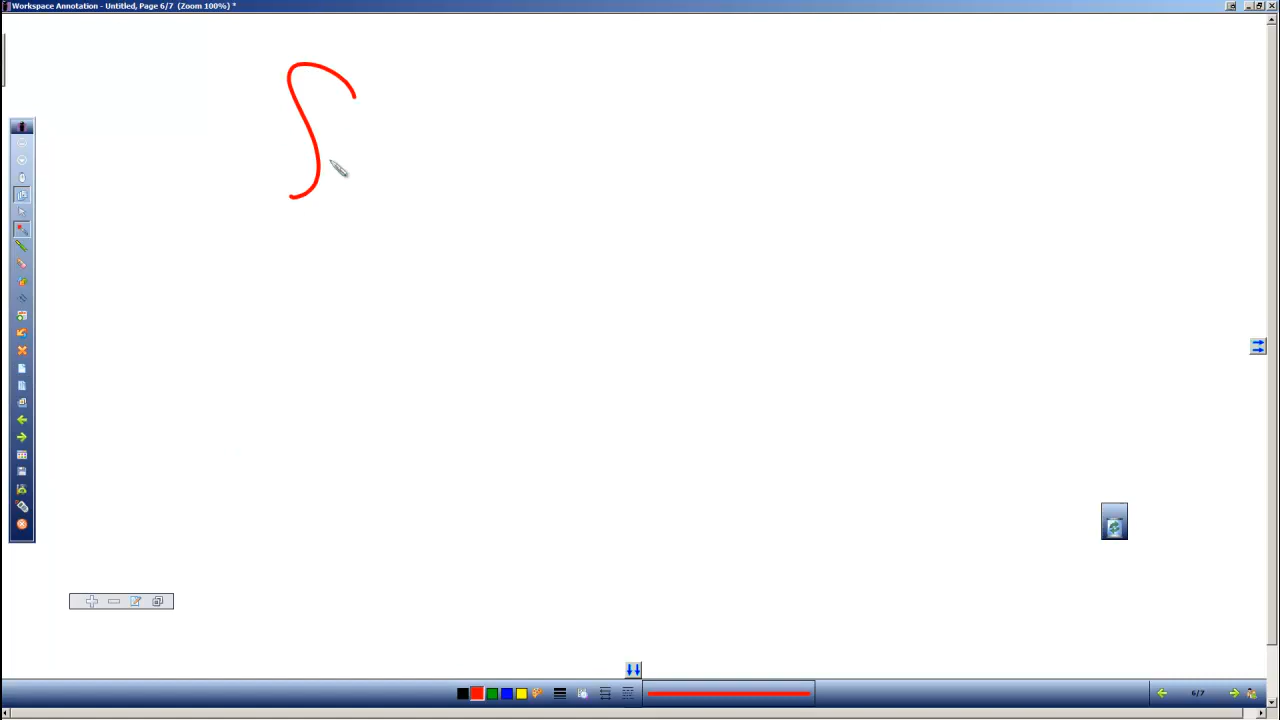 Workspace Annotation - Untitled, Page 6/7 (Zoom 100%) *
∫
6/7